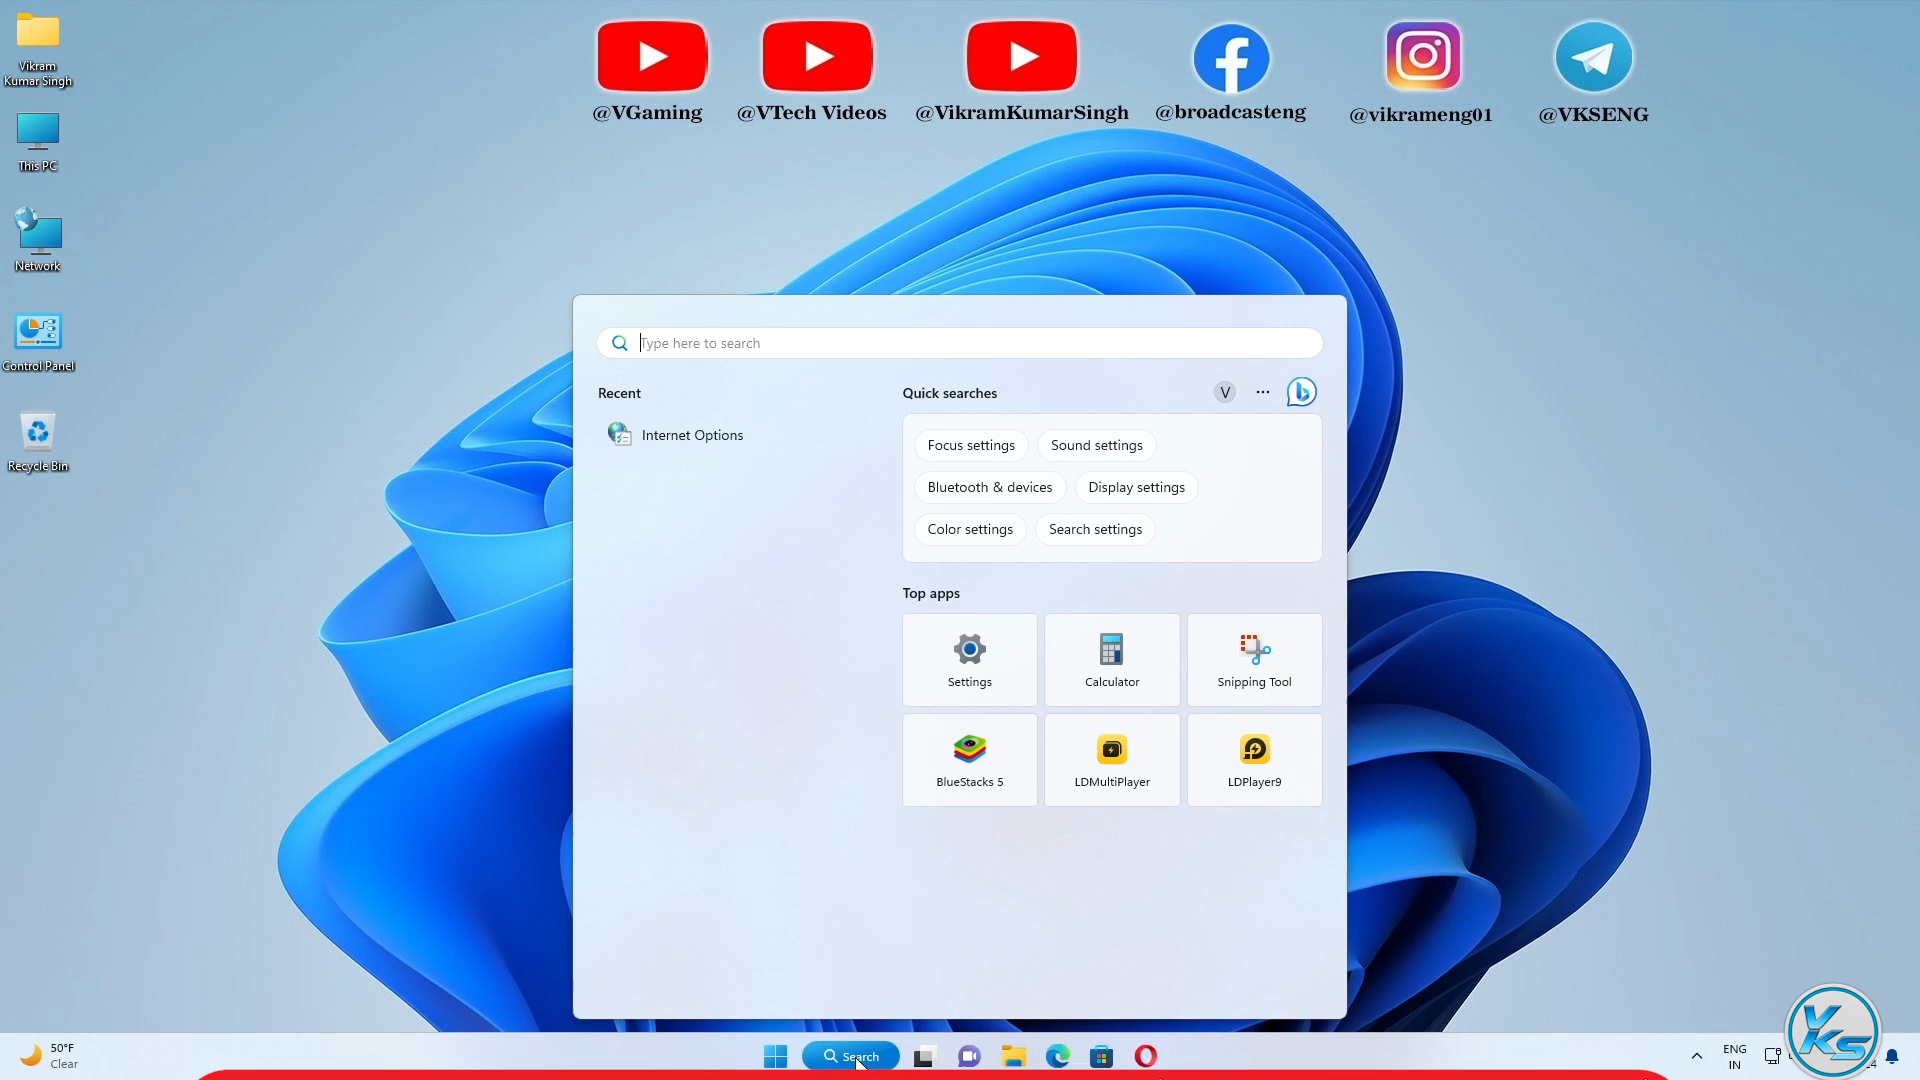 Vikram
Kumar Singh
This PC
Network
Control Panel
Recycle Bin
@VGaming
@VTech Videos
@VikramKumarSingh
@broadcasteng
@vikrameng01
@VKSENG
Type here to search
Recent
Internet Options
Quick searches
V
Focus settings
Sound settings
Bluetooth & devices
Display settings
Color settings
Search settings
Top apps
Settings
Calculator
Snipping Tool
BlueStacks 5
LDMultiPlayer
LDPlayer9
50°F
Clear
Search
ENG
IN
VKS